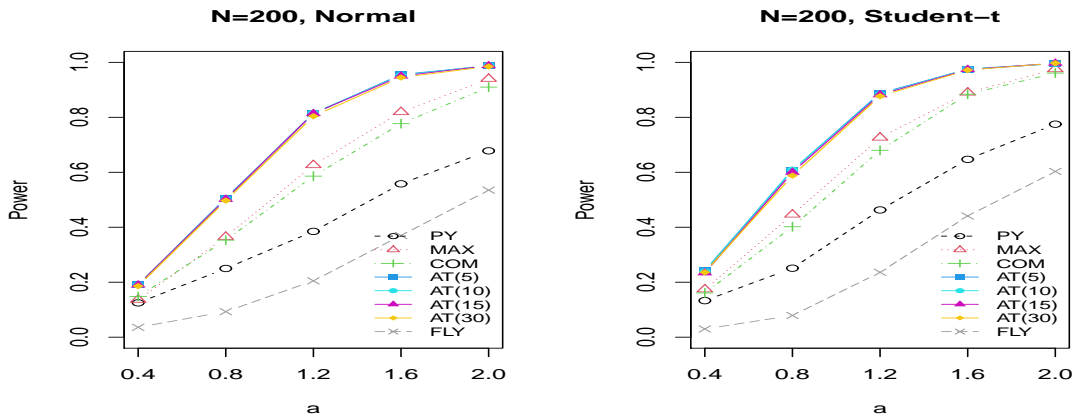 N=200, Normal
Power
0.0
0.2
0.4
0.6
0.8
1.0
PY
MAX
COM
AT(5)
AT(10)
AT(15)
AT(30)
FLY
0.4 0.8 1.2 1.6 2.0
a
N=200, Student−t
Power
0.0
0.2
0.4
0.6
0.8
1.0
PY
MAX
COM
AT(5)
AT(10)
AT(15)
AT(30)
FLY
0.4 0.8 1.2 1.6 2.0
a